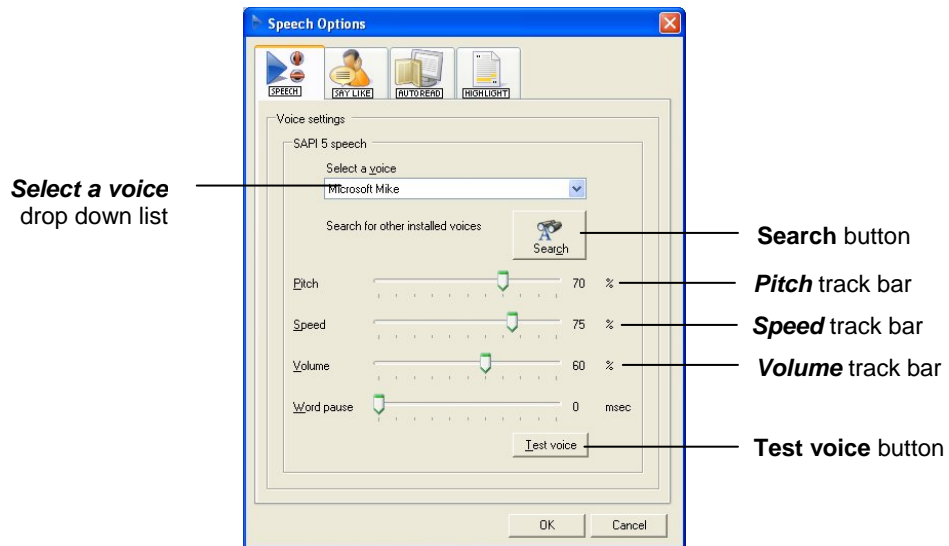 Speech Options
SPEECH SAY LIKE AUTO READ HIGHLIGHT
Voice settings
SAPI 5 speech
Select a voice
Microsoft Mike
Select a voice
drop down list
Search for other installed voices
Search
Search button
Pitch 70 %
Pitch track bar
Speed 75 %
Speed track bar
Volume 60 %
Volume track bar
Word pause 0 msec
Test voice
Test voice button
OK Cancel